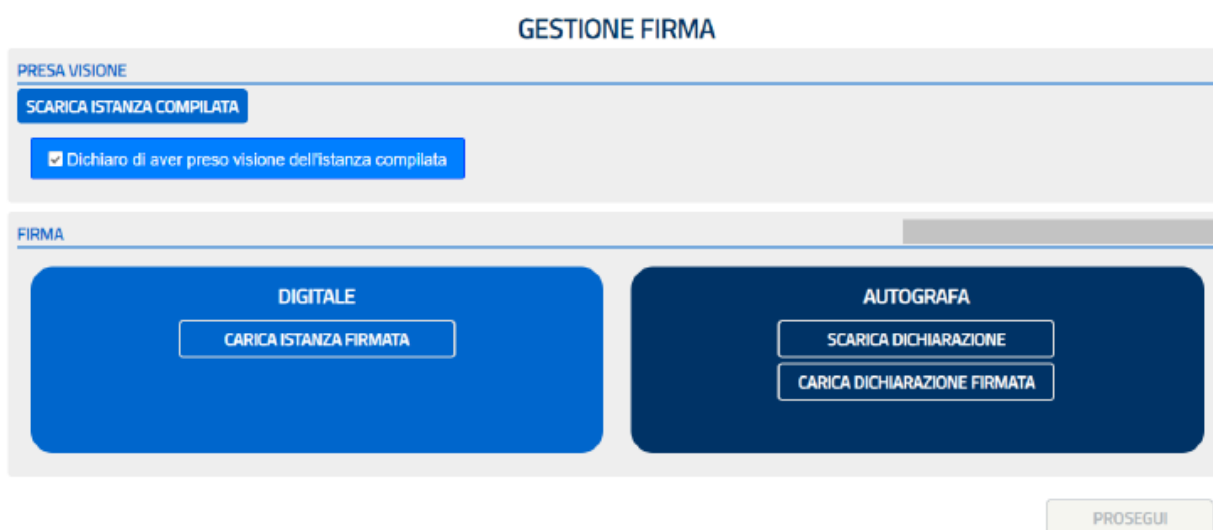 GESTIONE FIRMA
PRESA VISIONE
SCARICA ISTANZA COMPILATA
Dichiaro di aver preso visione dell'istanza compilata
FIRMA
DIGITALE
CARICA ISTANZA FIRMATA
AUTOGRAFA
SCARICA DICHIARAZIONE
CARICA DICHIARAZIONE FIRMATA
PROSEGUI